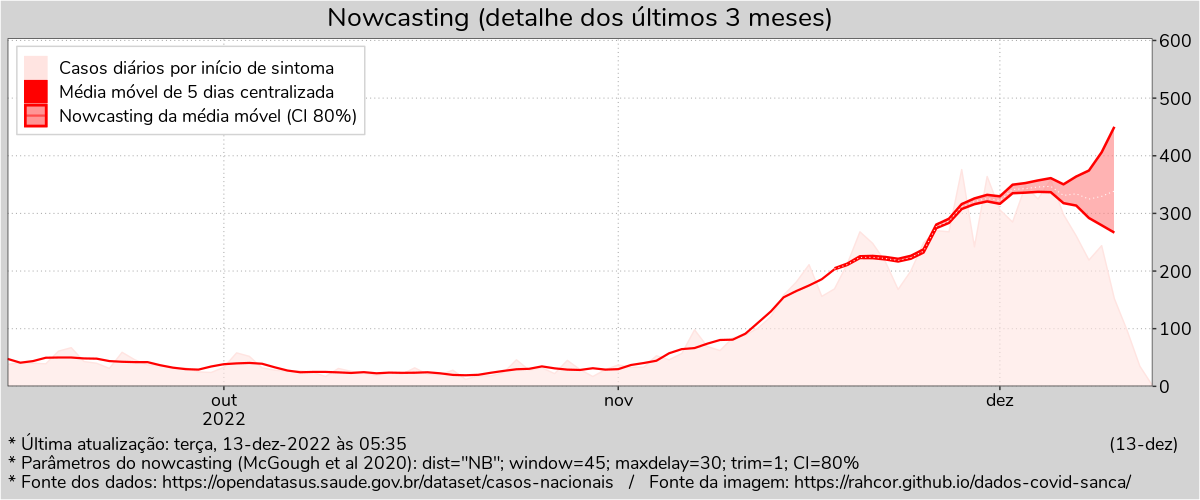 Nowcasting (detalhe dos últimos 3 meses)
Casos diários por início de sintoma
Média móvel de 5 dias centralizada
Nowcasting da média móvel (CI 80%)
600
500
400
300
200
100
0
out
2022
nov
dez
* Última atualização: terça, 13-dez-2022 às 05:35
(13-dez)
* Parâmetros do nowcasting (McGough et al 2020): dist="NB"; window=45; maxdelay=30; trim=1; CI=80%
* Fonte dos dados: https://opendatasus.saude.gov.br/dataset/casos-nacionais / Fonte da imagem: https://rahcor.github.io/dados-covid-sanca/